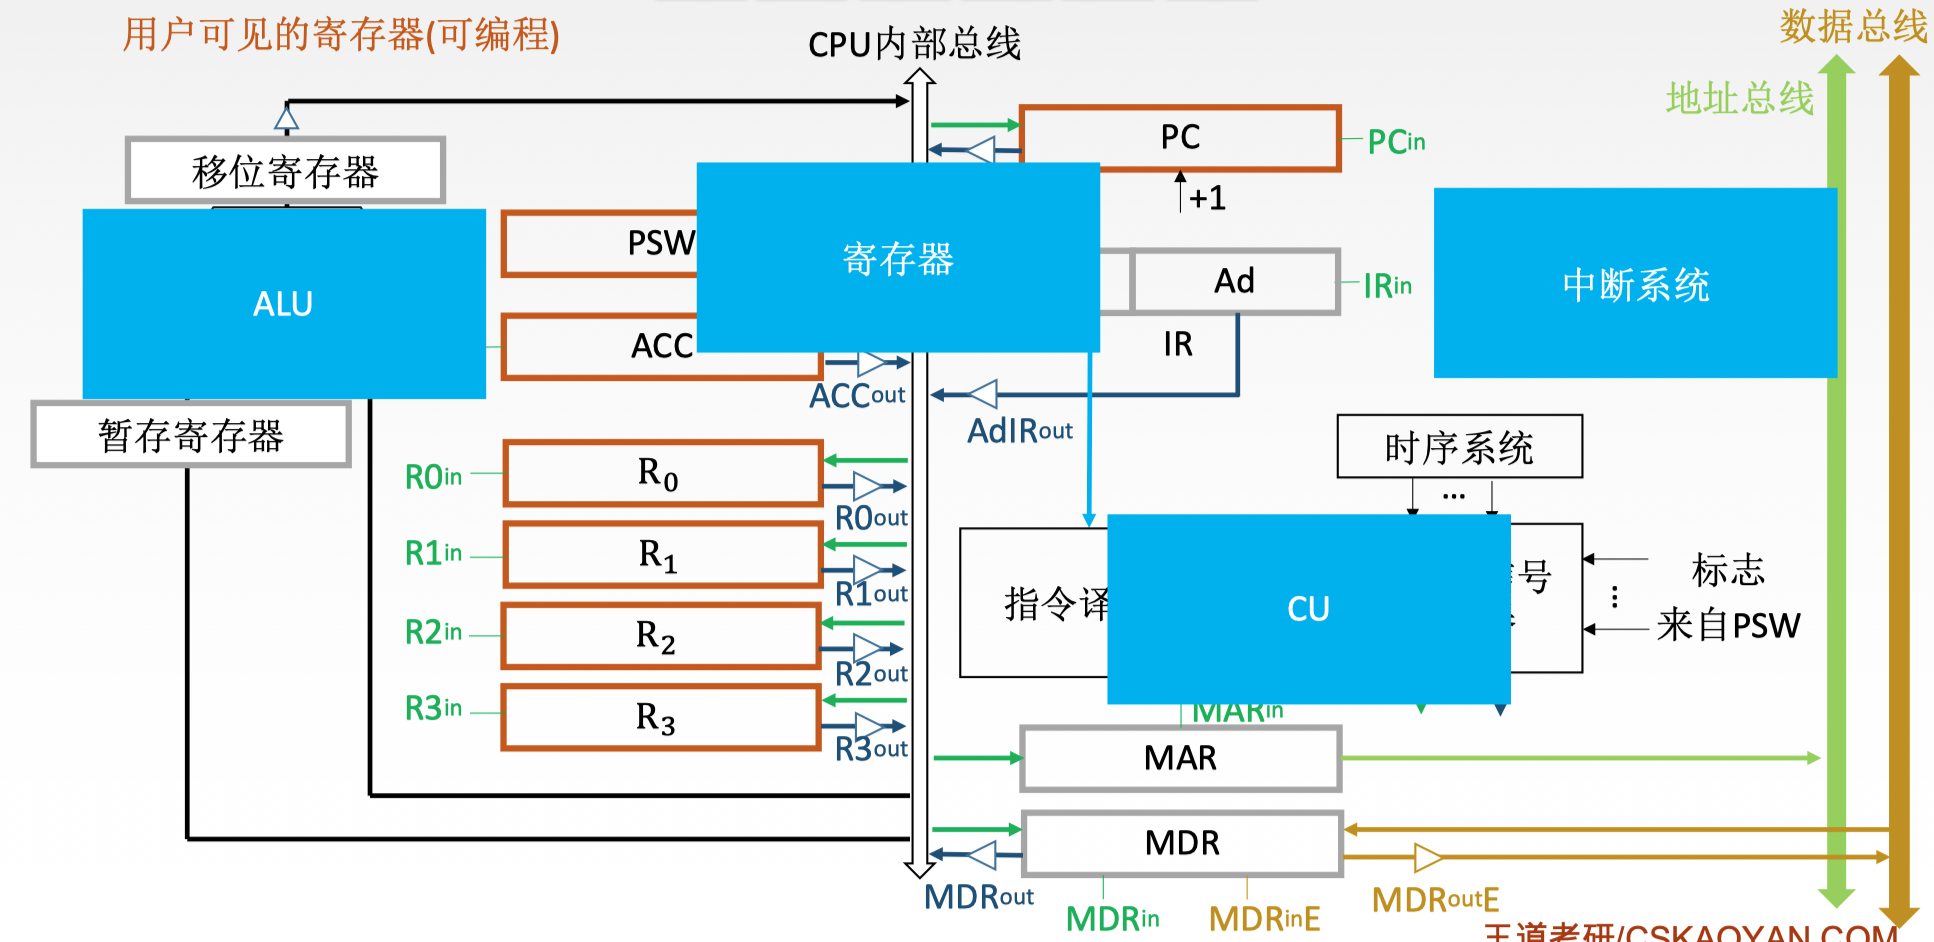 用户可见的寄存器(可编程)
CPU内部总线
数据总线
地址总线
PC
PCin
+1
移位寄存器
ALU
PSW
寄存器
Ad
IRin
中断系统
ACC
IR
ACCout
AdIRout
暂存寄存器
时序系统
...
R0in
R0
R0out
R1in
R1
R1out
指令译
CU
号
标志
...
来自PSW
R2in
R2
R2out
R3in
R3
R3out
MARin
MAR
MDR
MDRout
MDRin
MDRinE
MDRoutE
王道考研/CSKAOYAN.COM